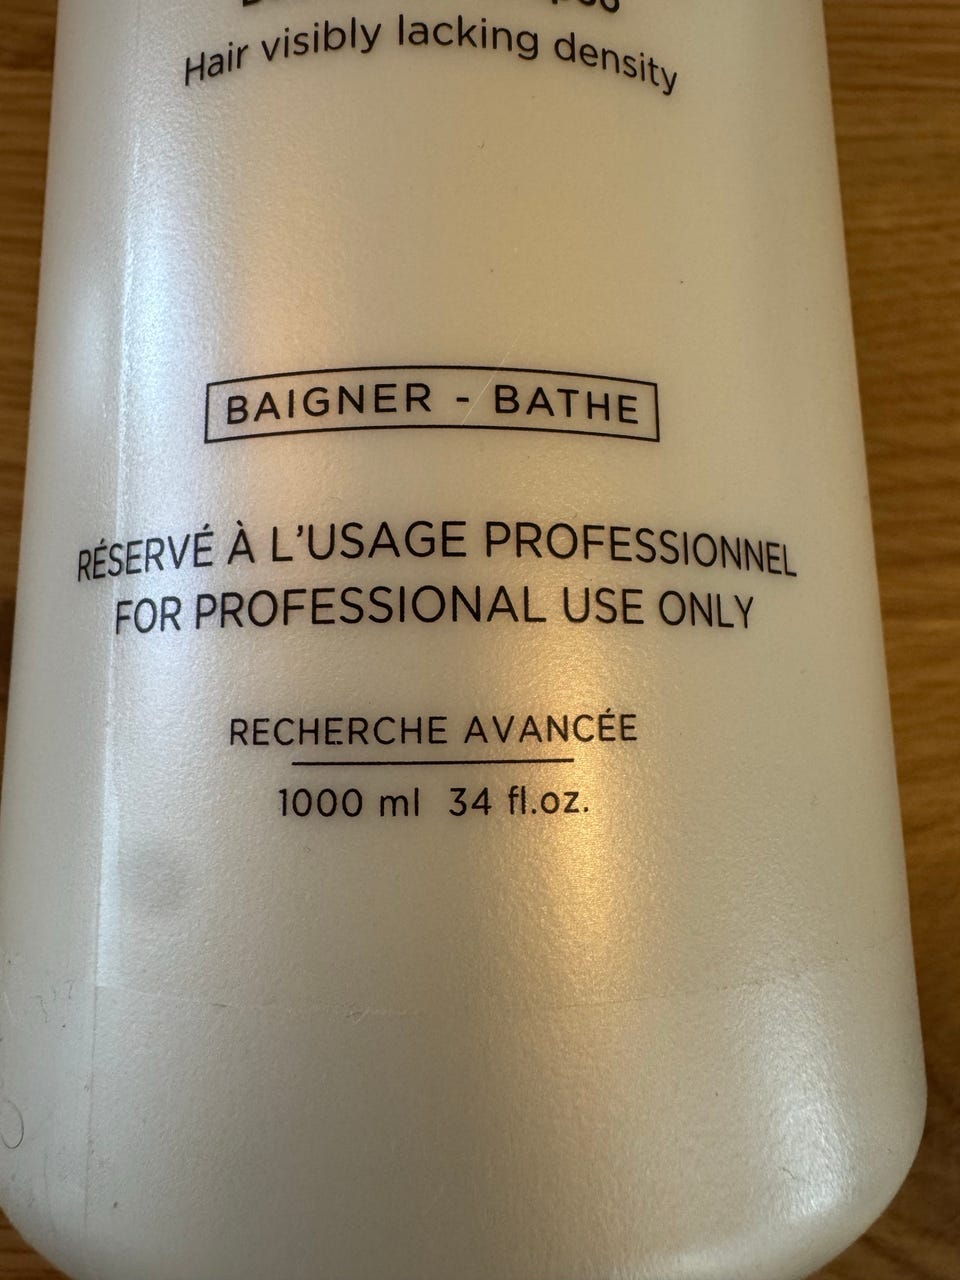 Hair visibly lacking density
BAIGNER - BATHE
RÉSERVÉ À L'USAGE PROFESSIONNEL
FOR PROFESSIONAL USE ONLY
RECHERCHE AVANCÉE
1000 ml 34 fl.oz.